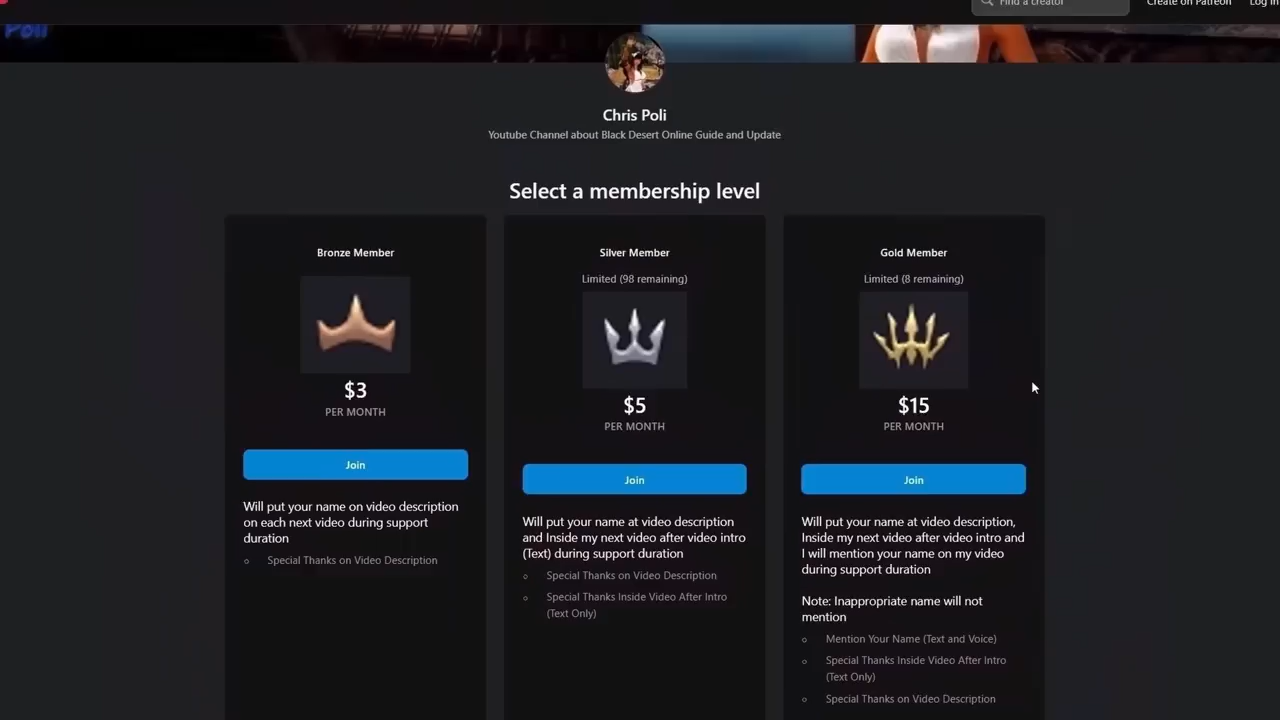 Find a creator
Create on Patreon
Log in
Poli
Chris Poli
Youtube Channel about Black Desert Online Guide and Update
Select a membership level
Bronze Member
$3
PER MONTH
Join
Will put your name on video description
on each next video during support
duration
Special Thanks on Video Description
Silver Member
Limited (98 remaining)
$5
PER MONTH
Join
Will put your name at video description
and Inside my next video after video intro
(Text) during support duration
Special Thanks on Video Description
Special Thanks Inside Video After Intro
(Text Only)
Gold Member
Limited (8 remaining)
$15
PER MONTH
Join
Will put your name at video description,
Inside my next video after video intro and
I will mention your name on my video
during support duration
Note: Inappropriate name will not
mention
Mention Your Name (Text and Voice)
Special Thanks Inside Video After Intro
(Text Only)
Special Thanks on Video Description